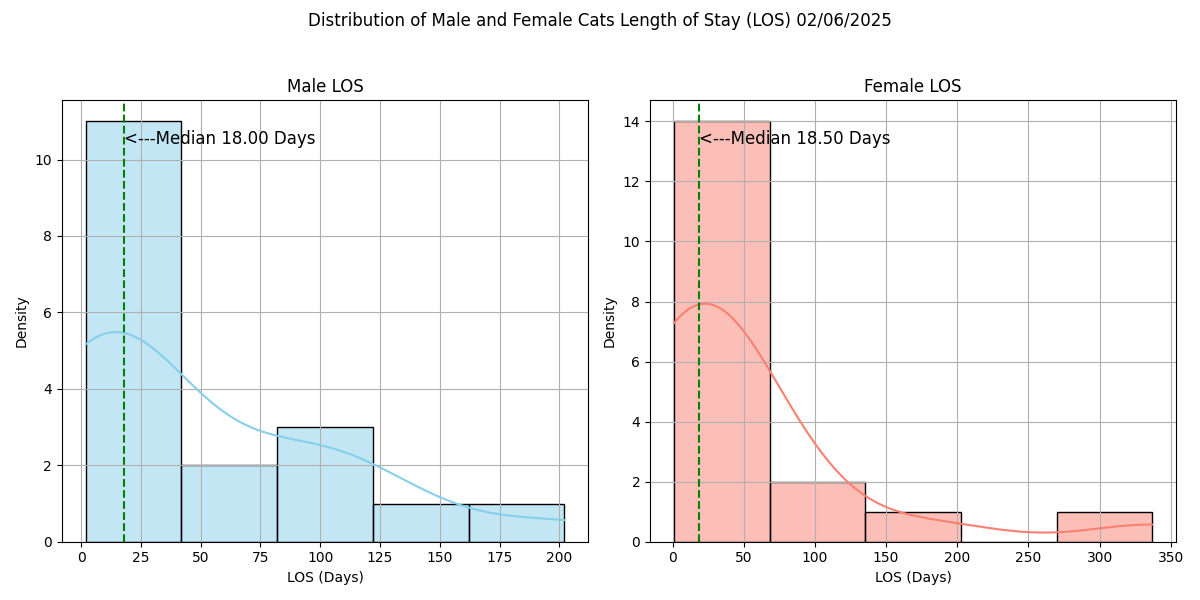 Distribution of Male and Female Cats Length of Stay (LOS) 02/06/2025
Male LOS
<---Median 18.00 Days
Density
10
8
6
4
2
0
0 25 50 75 100 125 150 175 200
LOS (Days)
Female LOS
<---Median 18.50 Days
Density
14
12
10
8
6
4
2
0
0 50 100 150 200 250 300 350
LOS (Days)